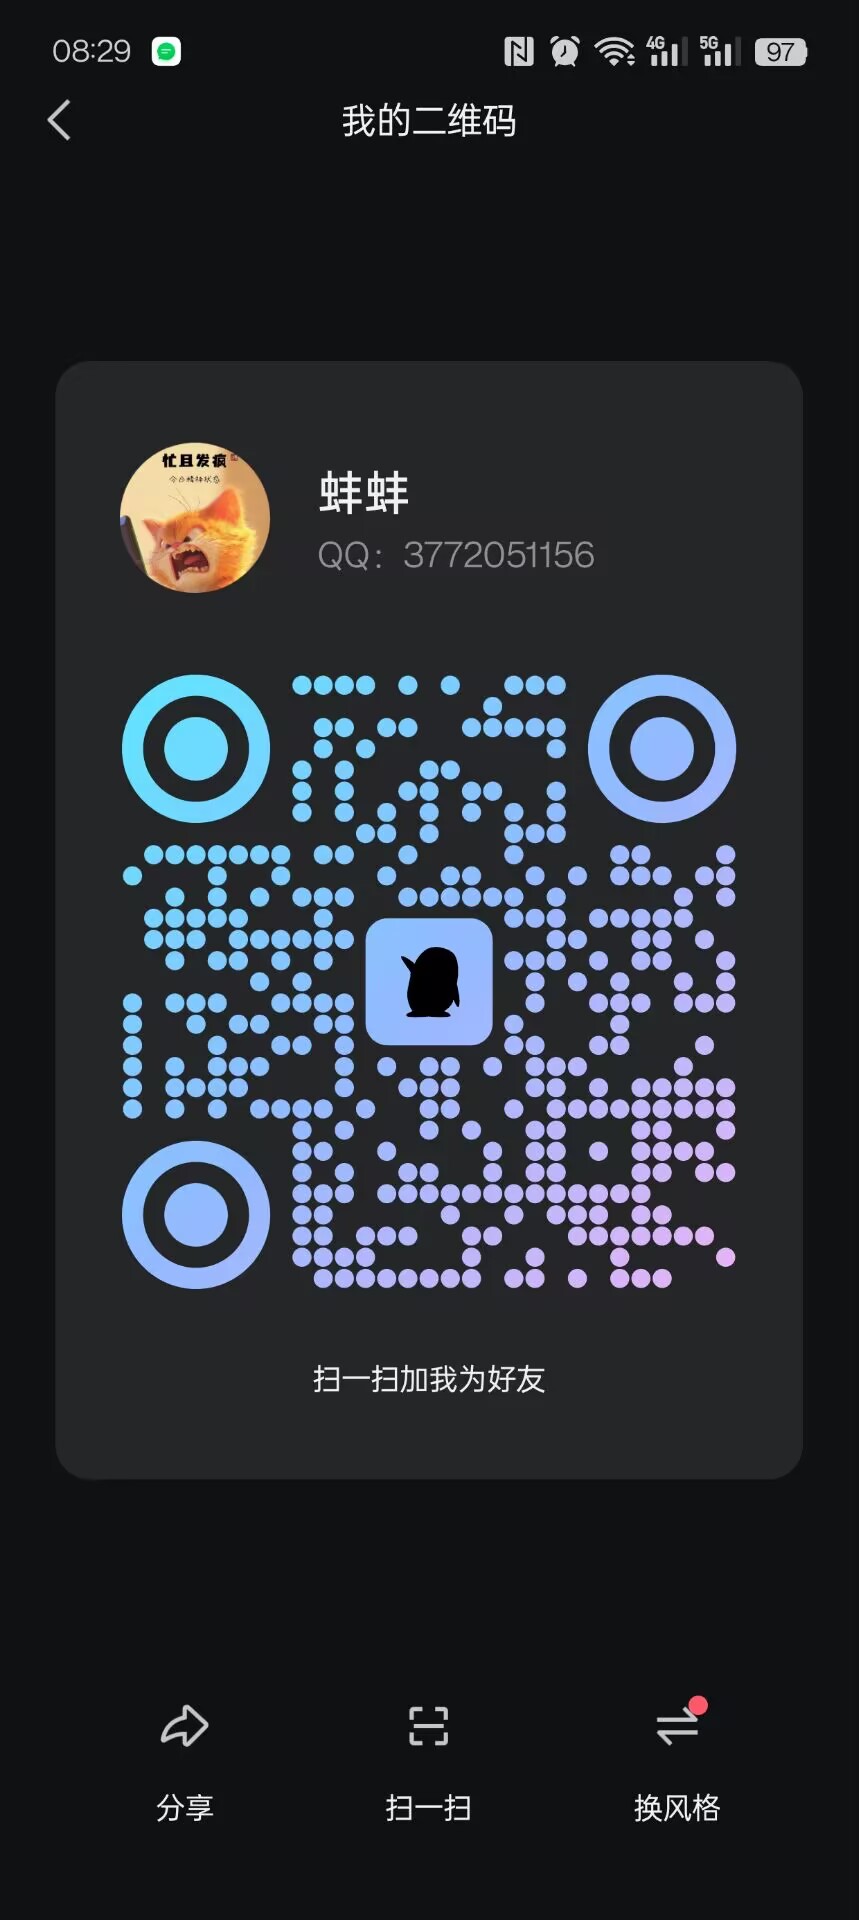 08:29
4G
5G
97
我的二维码
忙且发疯
今日精神状态
蚌蚌
QQ：3772051156
扫一扫加我为好友
分享
扫一扫
换风格